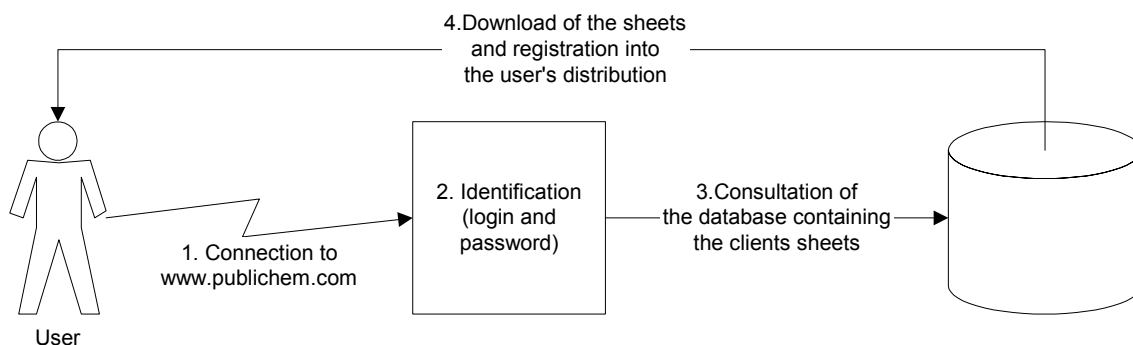 4.Download of the sheets
and registration into
the user's distribution
2. Identification
(login and
password)
3.Consultation of
the database containing
the clients sheets
1. Connection to
www.publichem.com
User